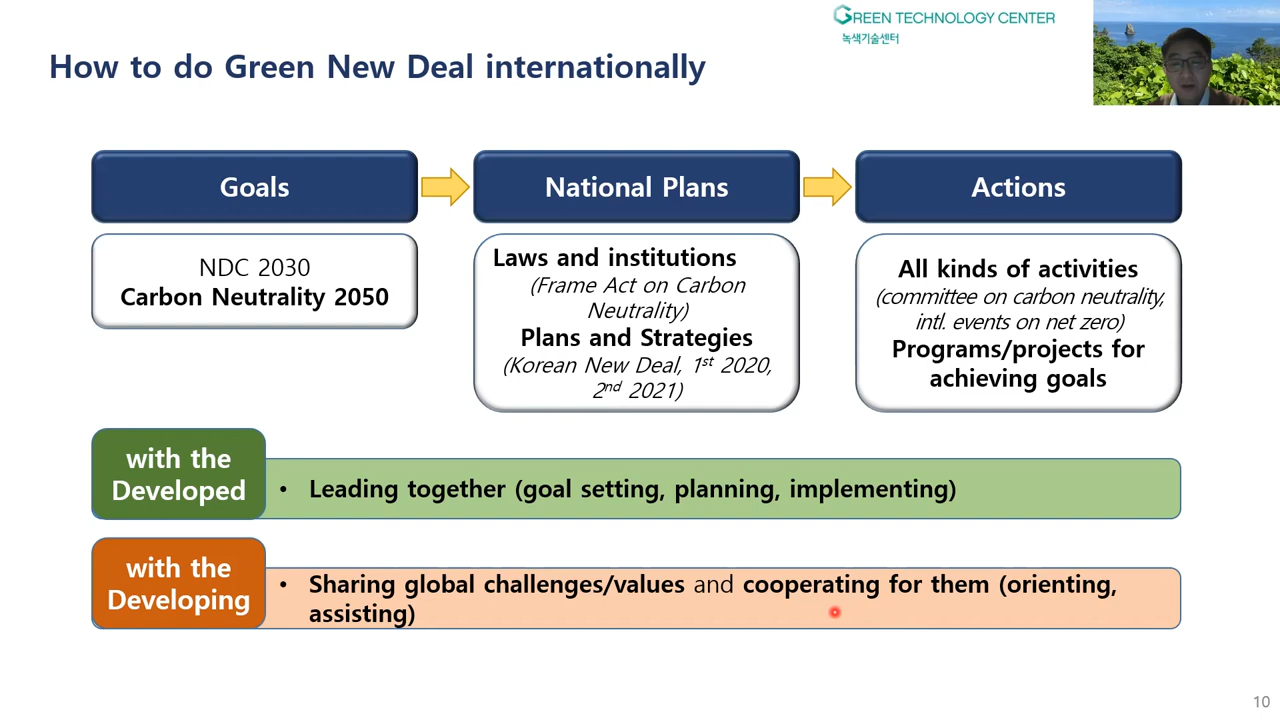 GREEN TECHNOLOGY CENTER
녹색기술센터
How to do Green New Deal internationally
Goals
National Plans
Actions
NDC 2030
Carbon Neutrality 2050
Laws and institutions
(Frame Act on Carbon
Neutrality)
Plans and Strategies
(Korean New Deal, 1st 2020,
2nd 2021)
All kinds of activities
(committee on carbon neutrality,
intl. events on net zero)
Programs/projects for
achieving goals
with the
Developed
• Leading together (goal setting, planning, implementing)
with the
Developing
• Sharing global challenges/values and cooperating for them (orienting,
assisting)
10